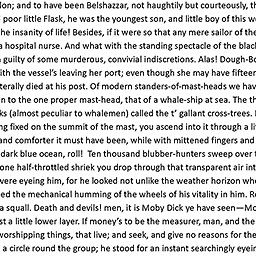 lon; and to have been Belshazzar, not haughtily but courteously, th
f poor little Flask, he was the youngest son, and little boy of this w
he insanity of life! Besides, if it were so that any mere sailor of the
a hospital nurse. And what with the standing spectacle of the blac
 guilty of some murderous, convivial indiscretions. Alas! Dough-Bo
ith the vessel's leaving her port; even though she may have fifteen
terally died at his post. Of modern standers-of-mast-heads we hav
n to the one proper mast-head, that of a whale-ship at sea. The th
ks (almost peculiar to whalemen) called the t' gallant cross-trees. H
ng fixed on the summit of the mast, you ascend into it through a li
and comforter it must have been, while with mittened fingers and
dark blue ocean, roll! Ten thousand blubber-hunters sweep over t
one half-throttled shriek you drop through that transparent air int
were eyeing him, for he looked not unlike the weather horizon whe
ed the mechanical humming of the wheels of his vitality in him. R
a squall. Death and devils! men, it is Moby Dick ye have seen—Mo
st a little lower layer. If money's to be the measurer, man, and the
worshipping things, that live; and seek, and give no reasons for the
 a circle round the group; he stood for an instant searchingly eyein